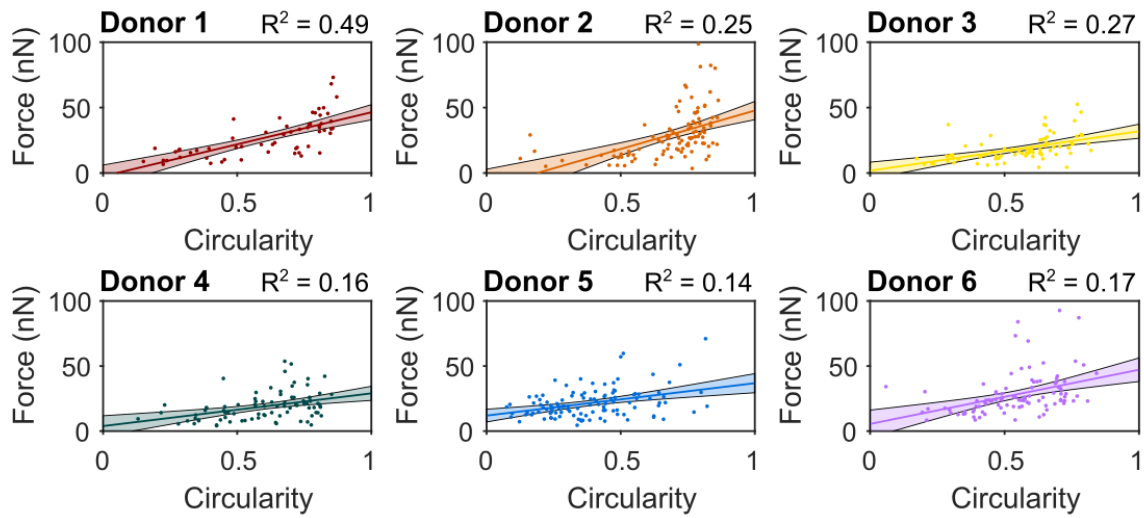 Donor 1 R² = 0.49
Donor 2 R² = 0.25
Donor 3 R² = 0.27
100
50
0
Force (nN)
0 0.5 1
Circularity
100
50
0
Force (nN)
0 0.5 1
Circularity
100
50
0
Force (nN)
0 0.5 1
Circularity
Donor 4 R² = 0.16
Donor 5 R² = 0.14
Donor 6 R² = 0.17
100
50
0
Force (nN)
0 0.5 1
Circularity
100
50
0
Force (nN)
0 0.5 1
Circularity
100
50
0
Force (nN)
0 0.5 1
Circularity